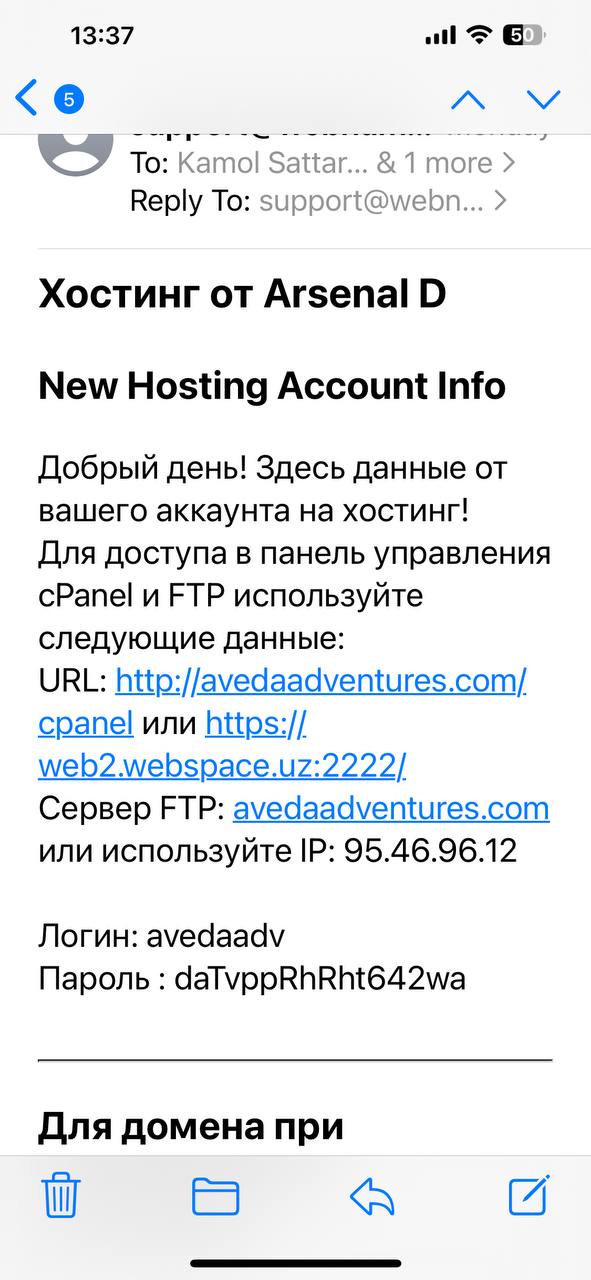 13:37
50
5
To: Kamol Sattar... & 1 more
Reply To: support@webn...
Хостинг от Arsenal D
New Hosting Account Info
Добрый день! Здесь данные от
вашего аккаунта на хостинг!
Для доступа в панель управления
cPanel и FTP используйте
следующие данные:
URL: http://avedaadventures.com/
cpanel или https://
web2.webspace.uz:2222/
Сервер FTP: avedaadventures.com
или используйте IP: 95.46.96.12
Логин: avedaadv
Пароль : daTvppRhRht642wa
Для домена при